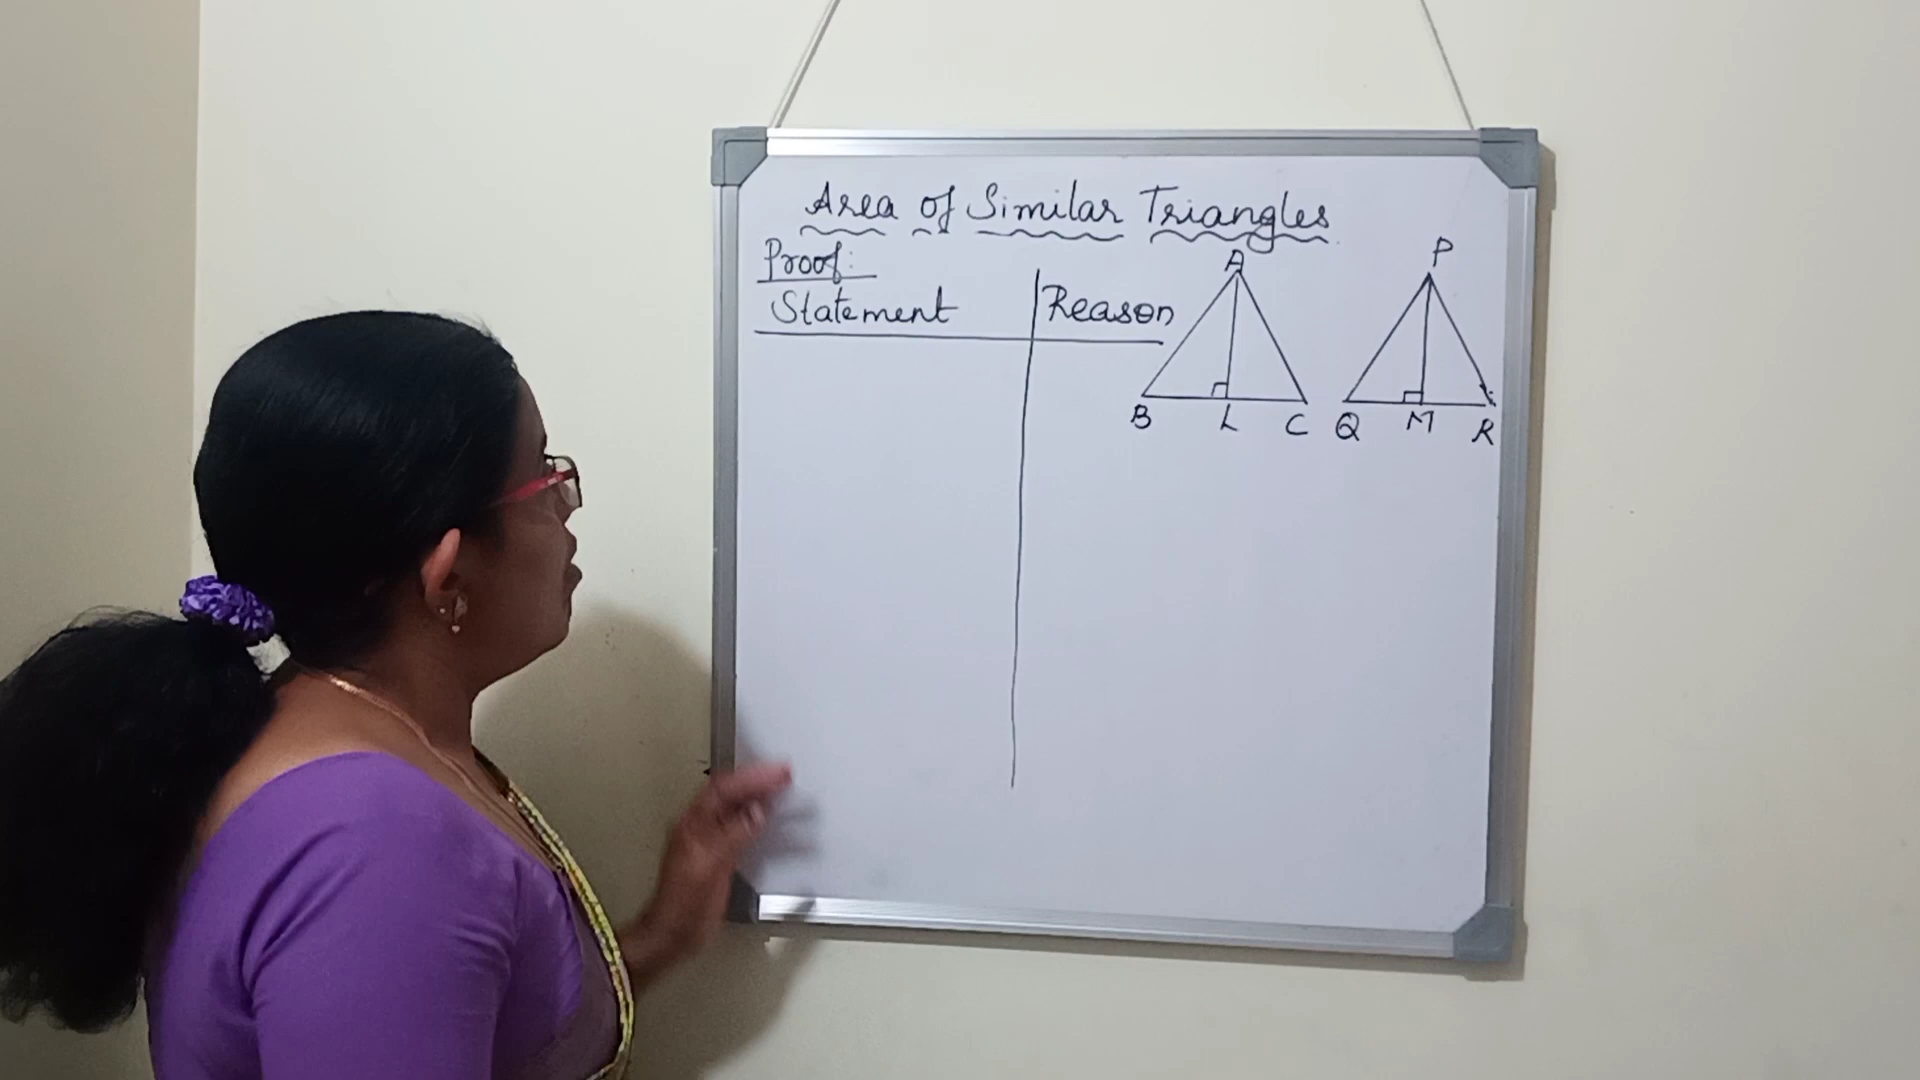 Area of Similar Triangles
Proof:
Statement Reason
A P
B L C Q M R